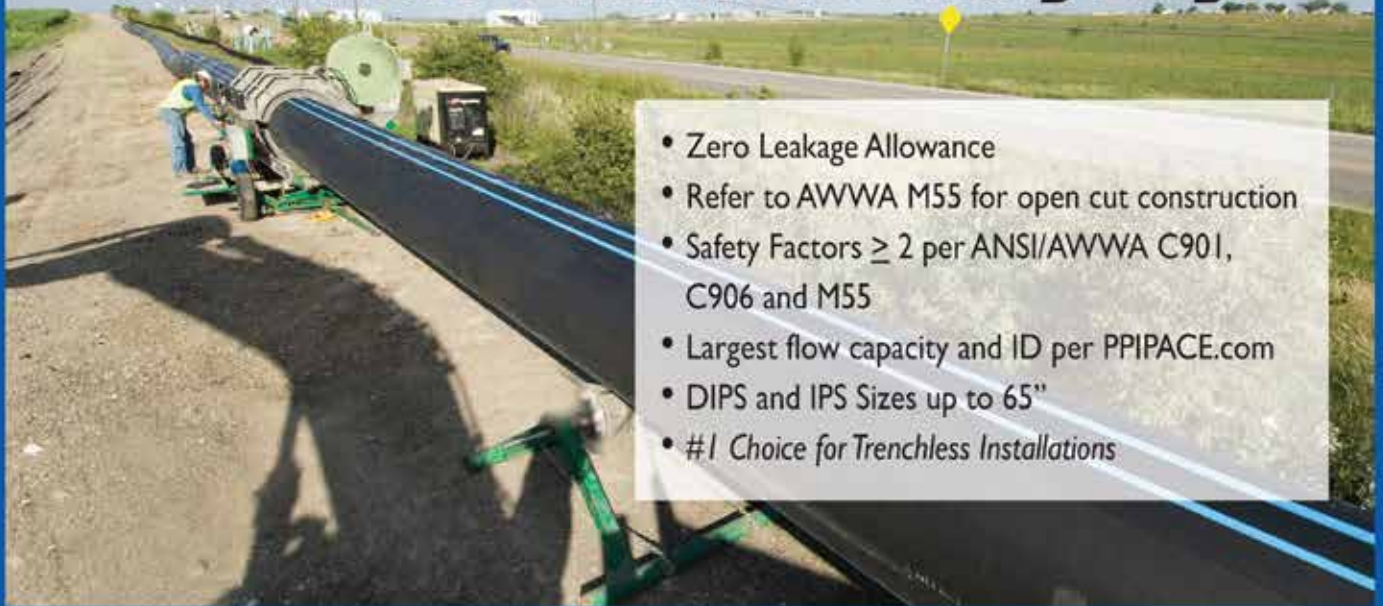 • Zero Leakage Allowance
• Refer to AWWA M55 for open cut construction
• Safety Factors ≥ 2 per ANSI/AWWA C901,
C906 and M55
• Largest flow capacity and ID per PPIPACE.com
• DIPS and IPS Sizes up to 65”
• #1 Choice for Trenchless Installations